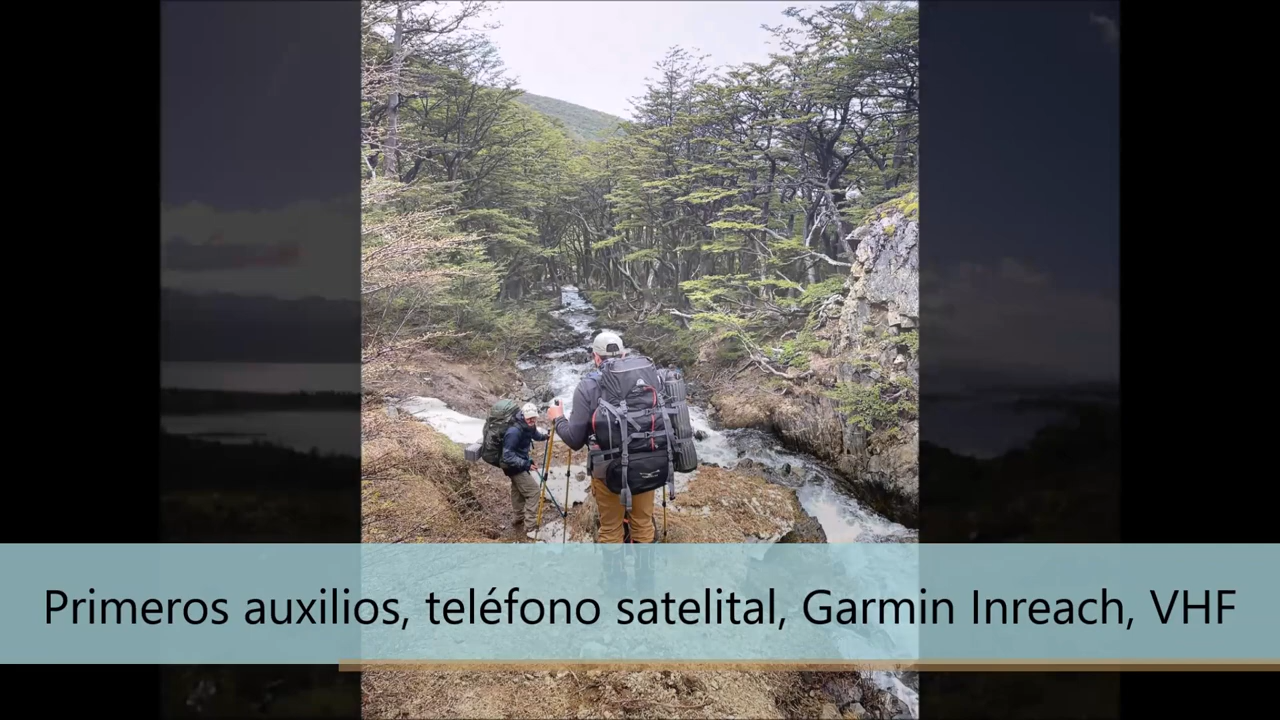 Primeros auxilios, teléfono satelital, Garmin Inreach, VHF